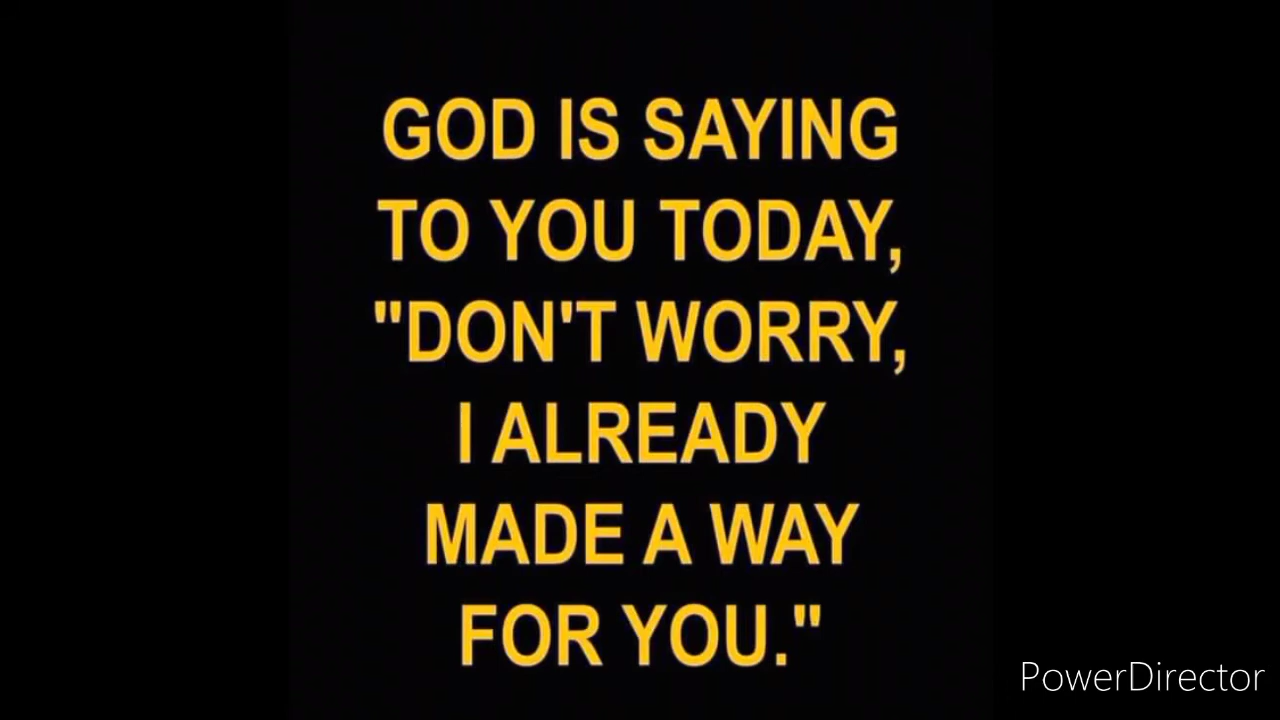 GOD IS SAYING
TO YOU TODAY,
"DON'T WORRY,
I ALREADY
MADE A WAY
FOR YOU."
PowerDirector